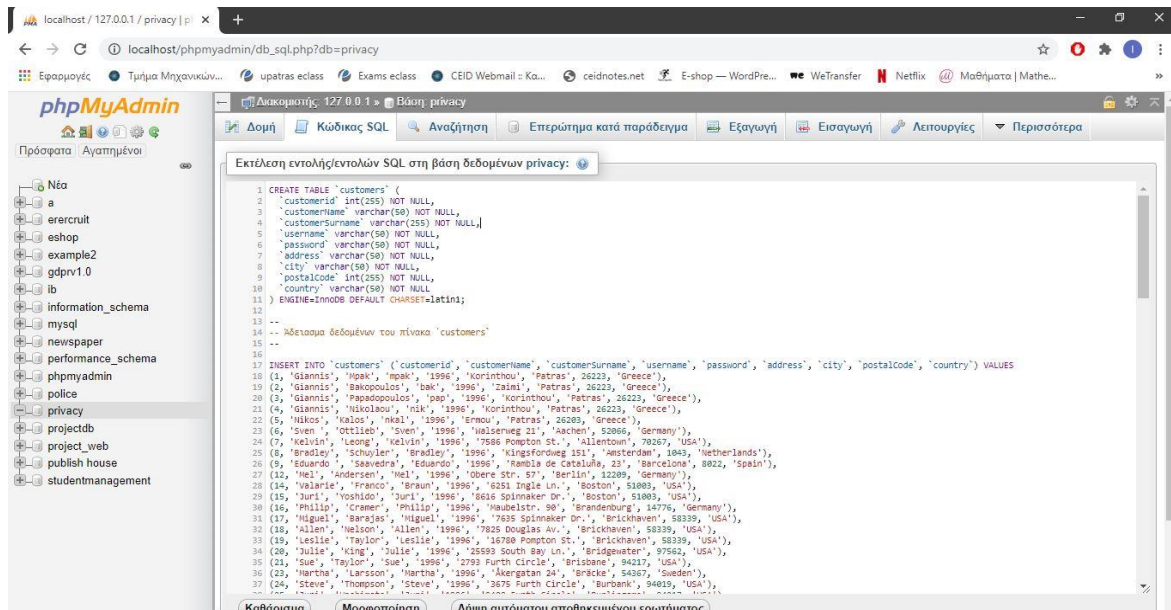 localhost / 127.0.0.1 / privacy | p
localhost/phpmyadmin/db_sql.php?db=privacy
Εφαρμογές Τμήμα Μηχανικών... upatras eclass Exams eclass CEID Webmail :: Κα... ceidnotes.net E-shop — WordPre... WeTransfer Netflix Μαθήματα | Mathe...
phpMyAdmin
Πρόσφατα Αγαπημένοι
Νέα
a
erercruit
eshop
example2
gdprv1.0
ib
information_schema
mysql
newspaper
performance_schema
phpmyadmin
police
privacy
projectdb
project_web
publish house
studentmanagement
Διακομιστής: 127.0.0.1 » Βάση: privacy
Δομή Κώδικας SQL Αναζήτηση Επερώτημα κατά παράδειγμα Εξαγωγή Εισαγωγή Λειτουργίες Περισσότερα
Εκτέλεση εντολής/εντολών SQL στη βάση δεδομένων privacy:
1 CREATE TABLE `customers` (
2 `customerid` int(255) NOT NULL,
3 `customerName` varchar(50) NOT NULL,
4 `customerSurname` varchar(255) NOT NULL,
5 `username` varchar(50) NOT NULL,
6 `password` varchar(50) NOT NULL,
7 `address` varchar(50) NOT NULL,
8 `city` varchar(50) NOT NULL,
9 `postalCode` int(255) NOT NULL,
10 `country` varchar(50) NOT NULL
11 ) ENGINE=InnoDB DEFAULT CHARSET=latin1;
12
13 --
14 -- Άδειασμα δεδομένων του πίνακα `customers`
15 --
16
17 INSERT INTO `customers` (`customerid`, `customerName`, `customerSurname`, `username`, `password`, `address`, `city`, `postalCode`, `country`) VALUES
18 (1, 'Giannis', 'Mpak', 'mpak', '1996', 'Korinthou', 'Patras', 26223, 'Greece'),
19 (2, 'Giannis', 'Bakopoulos', 'bak', '1996', 'Zaimi', 'Patras', 26223, 'Greece'),
20 (3, 'Giannis', 'Papadopoulos', 'pap', '1996', 'Korinthou', 'Patras', 26223, 'Greece'),
21 (4, 'Giannis', 'Nikolaou', 'nik', '1996', 'Korinthou', 'Patras', 26223, 'Greece'),
22 (5, 'Nikos', 'Kalos', 'nkal', '1996', 'Ermou', 'Patras', 26203, 'Greece'),
23 (6, 'Sven ', 'Ottlieb', 'Sven', '1996', 'Walserweg 21', 'Aachen', 52066, 'Germany'),
24 (7, 'Kelvin', 'Leong', 'Kelvin', '1996', '7586 Pompton St.', 'Allentown', 70267, 'USA'),
25 (8, 'Bradley', 'Schuyler', 'Bradley', '1996', 'Kingsfordweg 151', 'Amsterdam', 1043, 'Netherlands'),
26 (9, 'Eduardo ', 'Saavedra', 'Eduardo', '1996', 'Rambla de Cataluña, 23', 'Barcelona', 8022, 'Spain'),
27 (12, 'Mel', 'Andersen', 'Mel', '1996', 'Obere Str. 57', 'Berlin', 12209, 'Germany'),
28 (14, 'Valarie', 'Franco', 'Braun', '1996', '6251 Ingle Ln.', 'Boston', 51003, 'USA'),
29 (15, 'Juri', 'Yoshido', 'Juri', '1996', '8616 Spinnaker Dr.', 'Boston', 51003, 'USA'),
30 (16, 'Philip', 'Cramer', 'Philip', '1996', 'Maubelstr. 90', 'Brandenburg', 14776, 'Germany'),
31 (17, 'Miguel', 'Barajas', 'Miguel', '1996', '7635 Spinnaker Dr.', 'Brickhaven', 58339, 'USA'),
32 (18, 'Allen', 'Nelson', 'Allen', '1996', '7825 Douglas Av.', 'Brickhaven', 58339, 'USA'),
33 (19, 'Leslie', 'Taylor', 'Leslie', '1996', '16780 Pompton St.', 'Brickhaven', 58339, 'USA'),
34 (20, 'Julie', 'King', 'Julie', '1996', '25593 South Bay Ln.', 'Bridgewater', 97562, 'USA'),
35 (21, 'Sue', 'Taylor', 'Sue', '1996', '2793 Furth Circle', 'Brisbane', 94217, 'USA'),
36 (23, 'Martha', 'Larsson', 'Martha', '1996', 'Åkergatan 24', 'Bräcke', 54367, 'Sweden'),
37 (24, 'Steve', 'Thompson', 'Steve', '1996', '3675 Furth Circle', 'Burbank', 94019, 'USA'),
Καθάρισμα Μορφοποίηση Λήψη αυτόματου αποθηκευμένου ερωτήματος